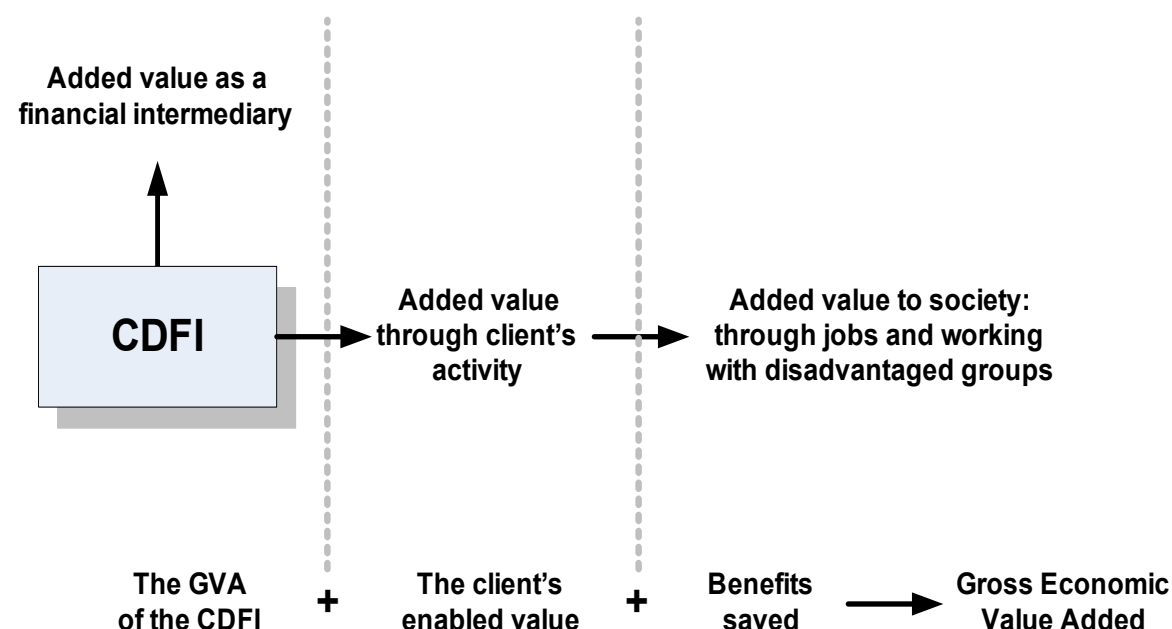 Added value as a
financial intermediary
CDFI
Added value
through client's
activity
Added value to society:
through jobs and working
with disadvantaged groups
The GVA
of the CDFI
+
The client's
enabled value
+
Benefits
saved
Gross Economic
Value Added